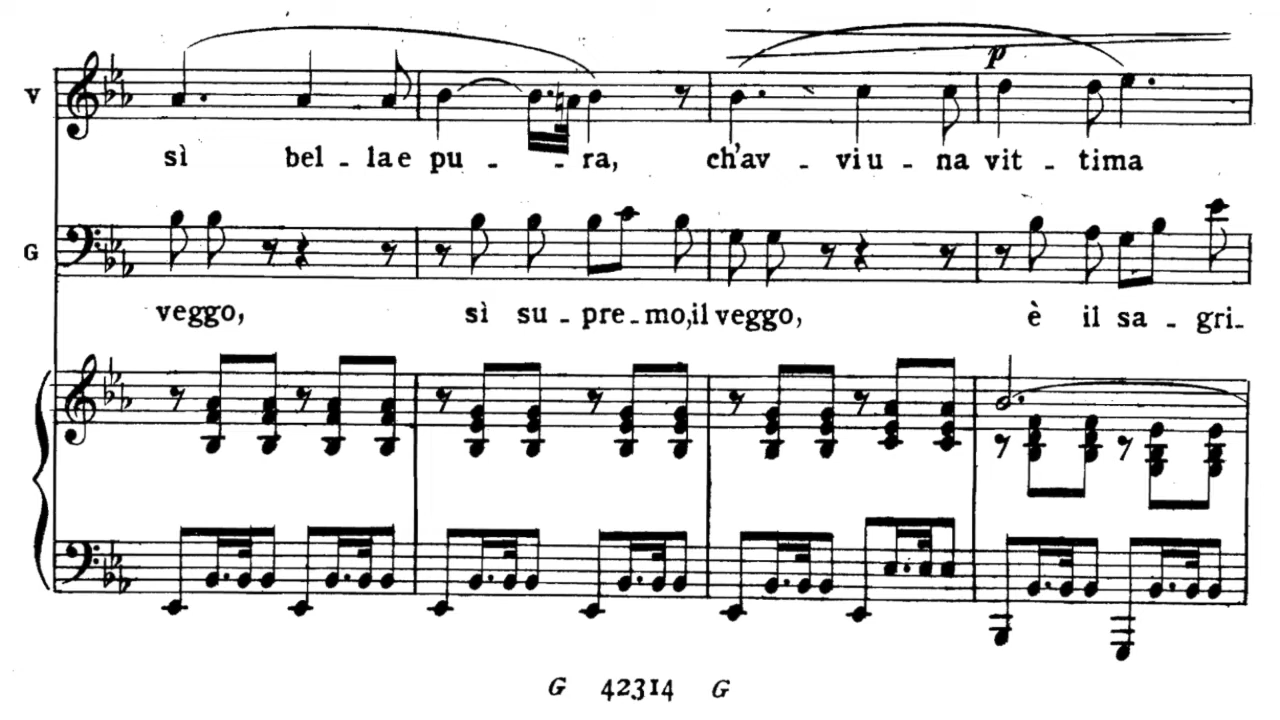 V
sì bel - la e pu - - ra, ch'av - vi u - na vit - tima
G
veggo, sì su - pre - mo, il veggo, è il sa - gri -
p
G 42314 G